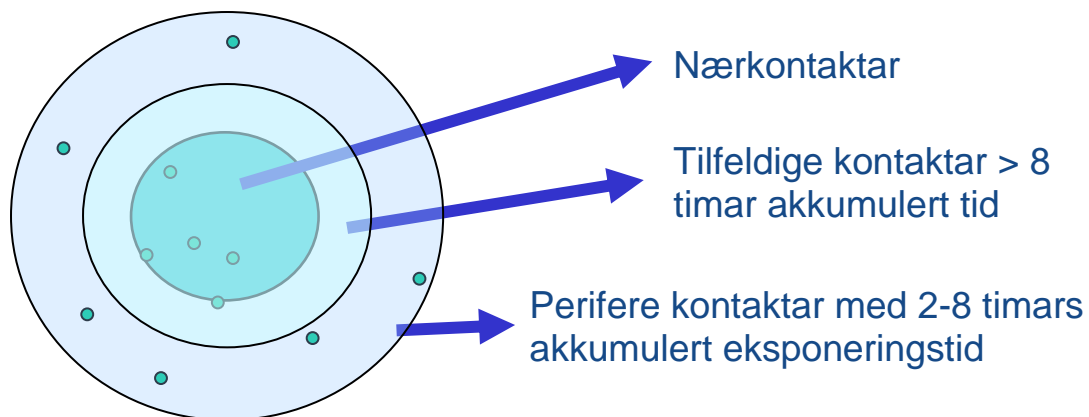 Nærkontaktar
Tilfeldige kontaktar > 8
timar akkumulert tid
Perifere kontaktar med 2-8 timars
akkumulert eksponeringstid